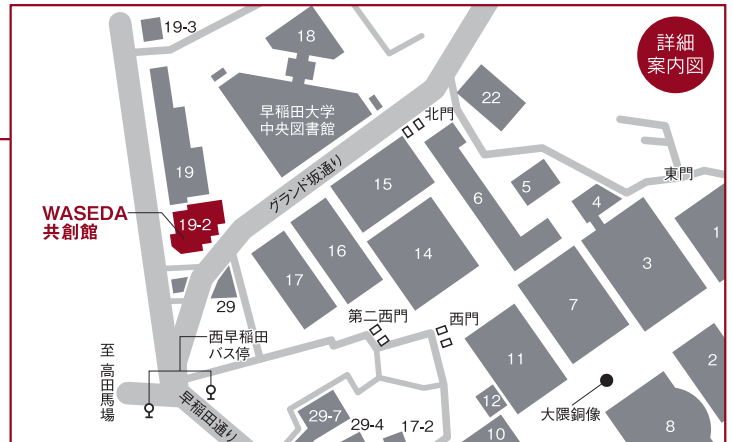 19-3
18
詳細
案内図
早稲田大学
中央図書館
22
北門
19
グランド坂通り
15
6
5
東門
4
WASEDA
共創館
19-2
1
16
14
3
17
7
29
第二西門
西門
西早稲田
バス停
11
2
至 高田馬場
大隈銅像
12
早稲田通り
29-7
29-4
17-2
10
8